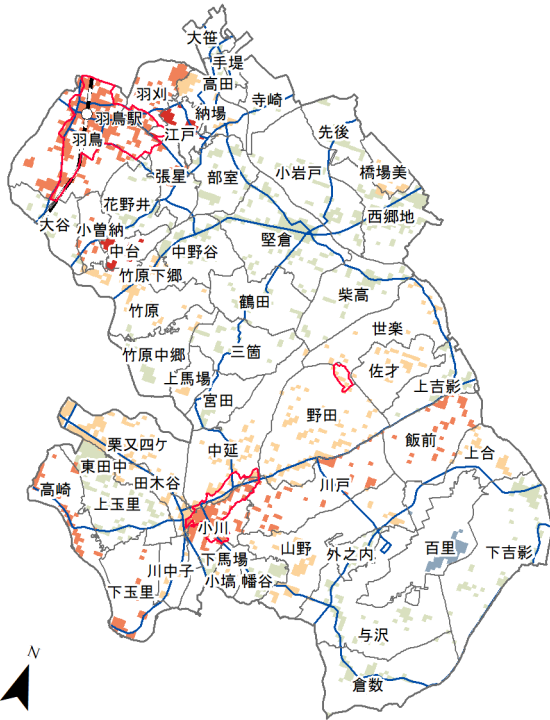 大笹
手堤
高田
羽刈
寺崎
納場
羽鳥駅
江戸
先後
羽鳥
張星
部室
小岩戸
橋場美
花野井
西郷地
大谷
小曽納
堅倉
中台
中野谷
竹原下郷
柴高
竹原
鶴田
世楽
竹原中郷
三箇
佐才
上馬場
上吉影
宮田
野田
栗又四ケ
中延
飯前
東田中
上合
田木谷
高崎
川戸
上玉里
小川
山野
外之内
百里
下吉影
下馬場
川中子
小塙
幡谷
下玉里
与沢
倉数
N